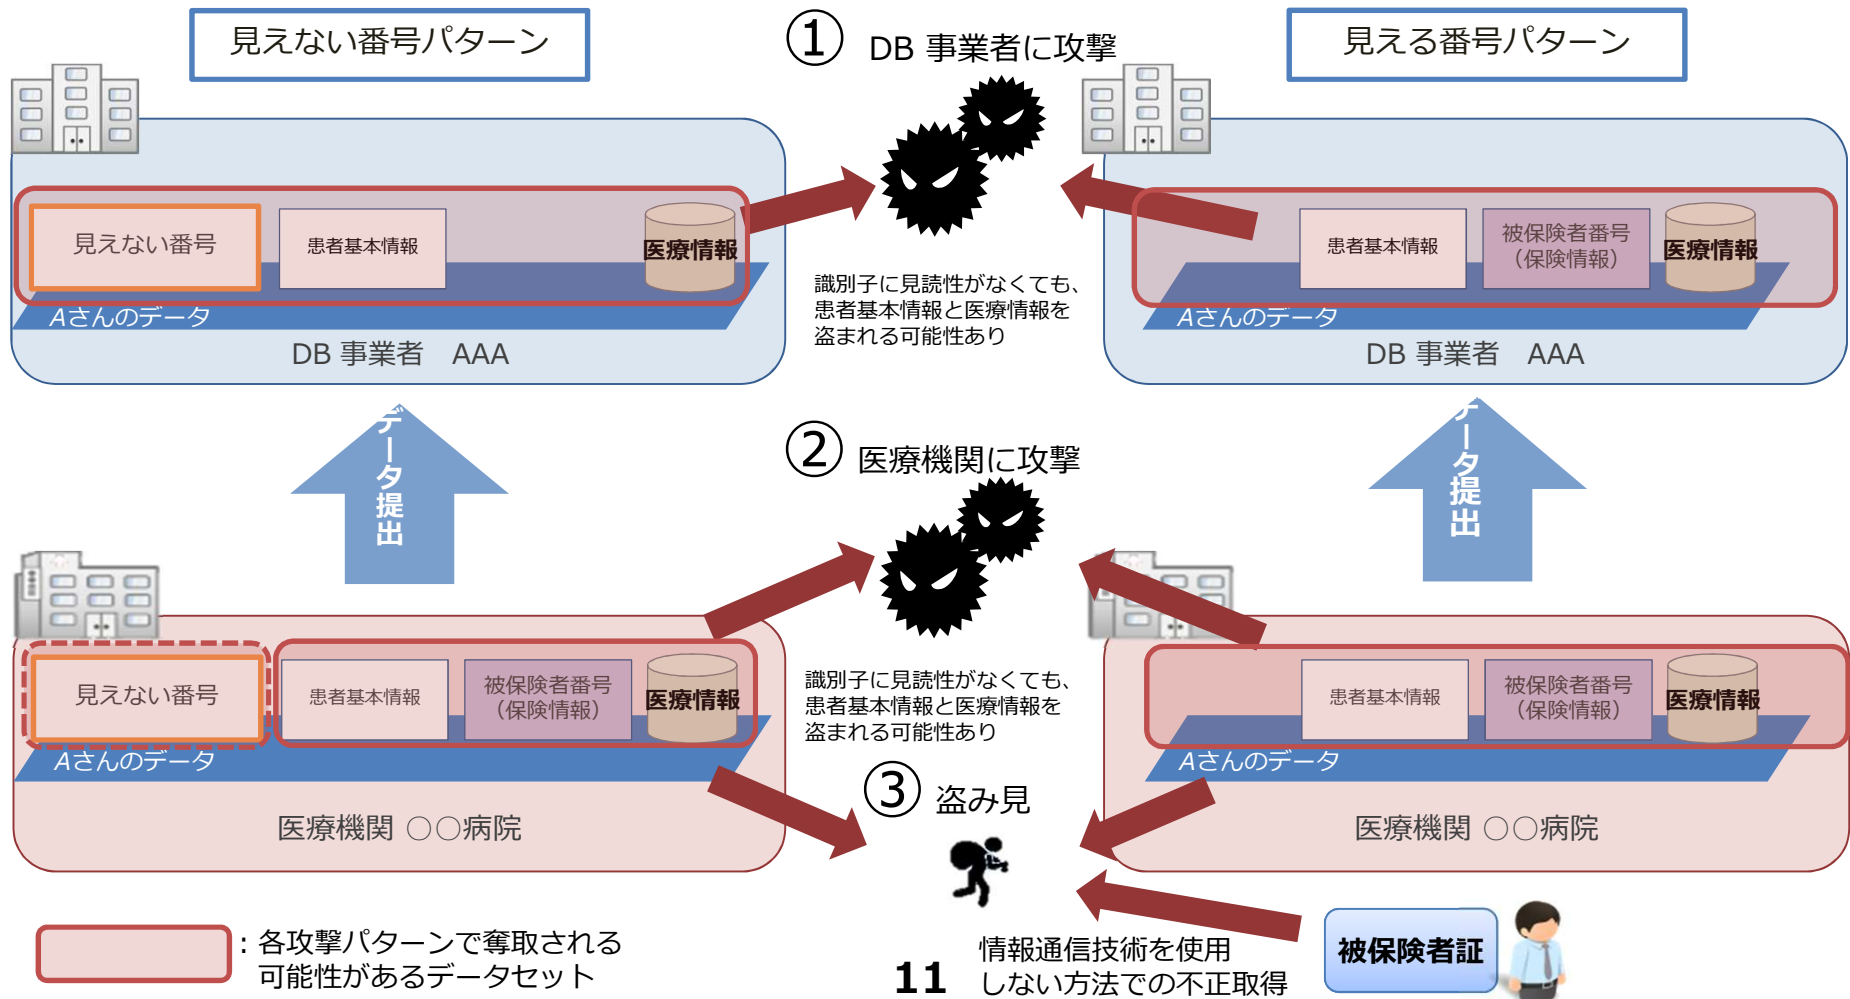 見えない番号パターン
① DB 事業者に攻撃
見える番号パターン
見えない番号
患者基本情報
医療情報
Aさんのデータ
DB 事業者　AAA
識別子に見読性がなくても、
患者基本情報と医療情報を
盗まれる可能性あり
患者基本情報
被保険者番号
（保険情報）
医療情報
Aさんのデータ
DB 事業者　AAA
データ提出
② 医療機関に攻撃
データ提出
見えない番号
患者基本情報
被保険者番号
（保険情報）
医療情報
Aさんのデータ
医療機関 〇〇病院
識別子に見読性がなくても、
患者基本情報と医療情報を
盗まれる可能性あり
③ 盗み見
患者基本情報
被保険者番号
（保険情報）
医療情報
Aさんのデータ
医療機関 〇〇病院
：各攻撃パターンで奪取される
可能性があるデータセット
11
情報通信技術を使用
しない方法での不正取得
被保険者証